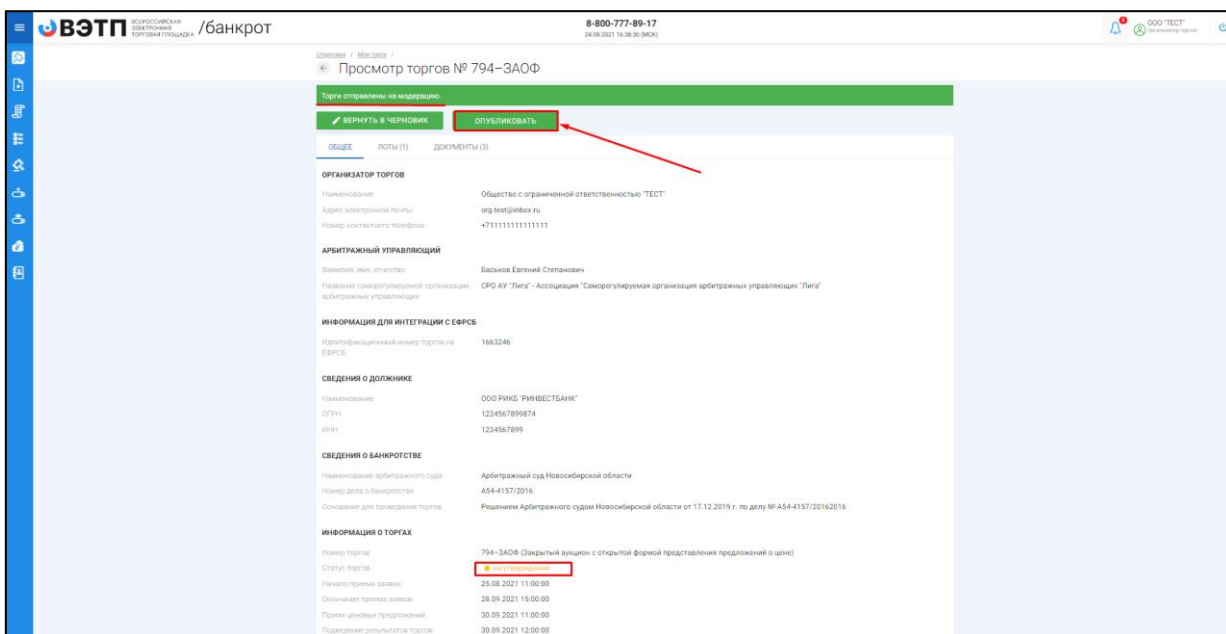 ВЭТП ВСЕРОССИЙСКАЯ ЭЛЕКТРОННАЯ ТОРГОВАЯ ПЛОЩАДКА /банкрот
8-800-777-89-17
24.08.2021 16:38:30 (МСК)
ООО "ТЕСТ"
Организатор торгов
Стартовая / Мои торги /
Просмотр торгов № 794–ЗАОФ
Торги отправлены на модерацию.
ВЕРНУТЬ В ЧЕРНОВИК ОПУБЛИКОВАТЬ
ОБЩЕЕ ЛОТЫ (1) ДОКУМЕНТЫ (3)
ОРГАНИЗАТОР ТОРГОВ
Наименование Общество с ограниченной ответственностью "ТЕСТ"
Адрес электронной почты org.test@inbox.ru
Номер контактного телефона +711111111111111
АРБИТРАЖНЫЙ УПРАВЛЯЮЩИЙ
Фамилия, имя, отчество Баськов Евгений Степанович
Название саморегулируемой организации арбитражных управляющих СРО АУ "Лига" - Ассоциация "Саморегулируемая организация арбитражных управляющих "Лига"
ИНФОРМАЦИЯ ДЛЯ ИНТЕГРАЦИИ С ЕФРСБ
Идентификационный номер торгов на ЕФРСБ 1663246
СВЕДЕНИЯ О ДОЛЖНИКЕ
Наименование ООО РИКБ "РИНВЕСТБАНК"
ОГРН 1234567899874
ИНН 1234567899
СВЕДЕНИЯ О БАНКРОТСТВЕ
Наименование арбитражного суда Арбитражный суд Новосибирской области
Номер дела о банкротстве А54-4157/2016
Основание для проведения торгов Решением Арбитражного судом Новосибирской области от 17.12.2019 г. по делу № А54-4157/20162016
ИНФОРМАЦИЯ О ТОРГАХ
Номер торгов 794–ЗАОФ (Закрытый аукцион с открытой формой представления предложений о цене)
Статус торгов на утверждении
Начало приема заявок 25.08.2021 11:00:00
Окончание приема заявок 28.09.2021 15:00:00
Прием ценовых предложений 30.09.2021 11:00:00
Подведение результатов торгов 30.09.2021 12:00:00